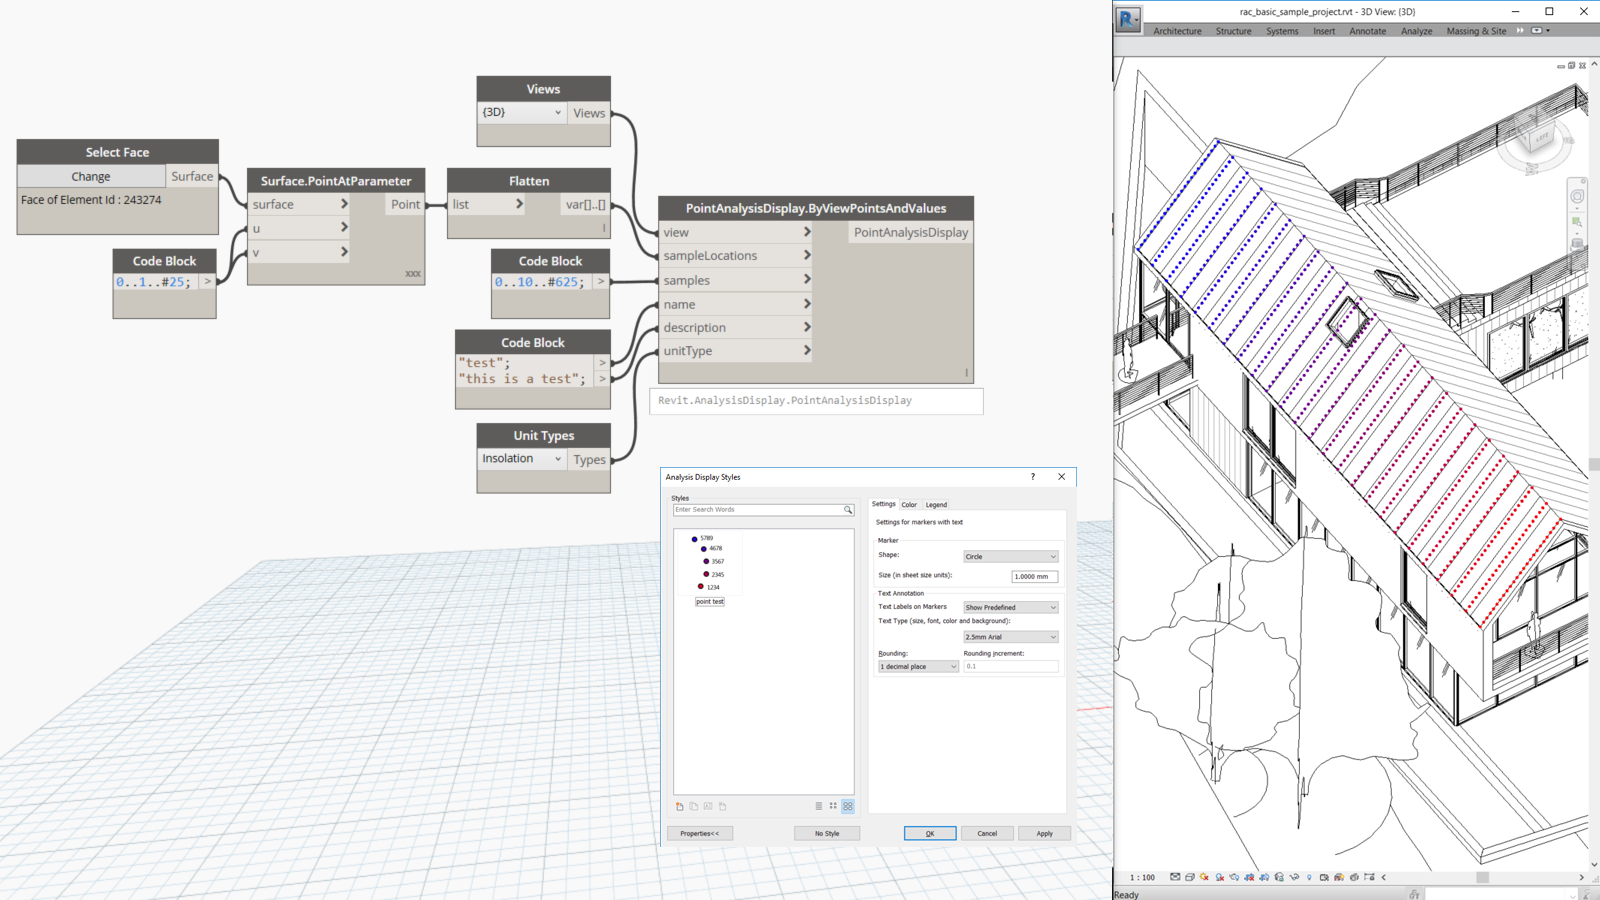 Select Face
Change
Surface
Face of Element Id : 243274
Code Block
0..1..#25;
>
Surface.PointAtParameter
surface
Point
u
v
xxx
Views
{3D}
Views
Flatten
list
var[]..[]
l
Code Block
0..10..#625;
>
Code Block
"test";
>
"this is a test";
>
Unit Types
Insolation
Types
PointAnalysisDisplay.ByViewPointsAndValues
view
PointAnalysisDisplay
sampleLocations
samples
name
description
unitType
l
Revit.AnalysisDisplay.PointAnalysisDisplay
Analysis Display Styles
?
Styles
Enter Search Words
5789
4678
3567
2345
1234
point test
Settings
Color
Legend
Settings for markers with text
Marker
Shape:
Circle
Size (in sheet size units):
1.0000 mm
Text Annotation
Text Labels on Markers
Show Predefined
Text Type (size, font, color and background):
2.5mm Arial
Rounding:
Rounding increment:
1 decimal place
0.1
Properties<<
No Style
OK
Cancel
Apply
rac_basic_sample_project.rvt - 3D View: {3D}
Architecture
Structure
Systems
Insert
Annotate
Analyze
Massing & Site
1 : 100
Ready